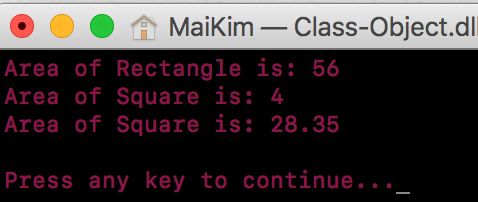 MaiKim — Class-Object.dll
Area of Rectangle is: 56
Area of Square is: 4
Area of Square is: 28.35
Press any key to continue..._